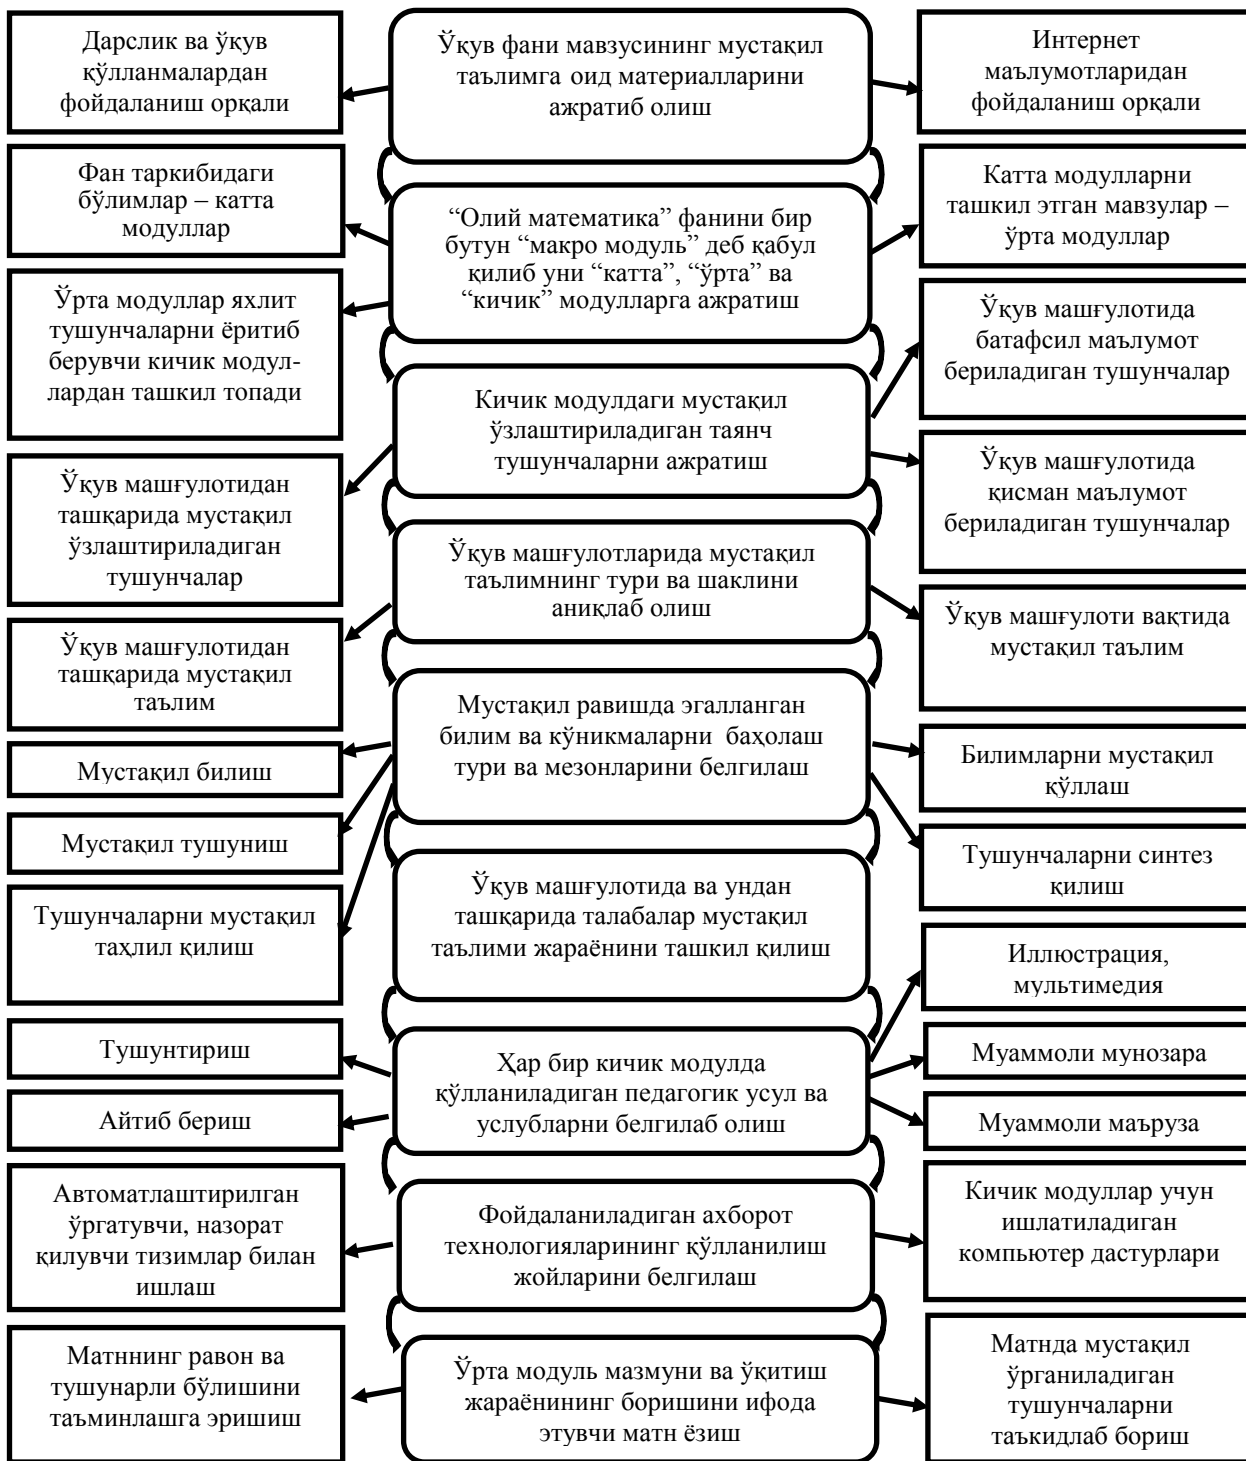 Дарслик ва ўқув
қўлланмалардан
фойдаланиш орқали
Ўқув фани мавзусининг мустақил
таълимга оид материалларини
ажратиб олиш
Интернет
маълумотларидан
фойдаланиш орқали
Фан таркибидаги
бўлимлар – катта
модуллар
“Олий математика” фанини бир
бутун “макро модуль” деб қабул
қилиб уни “катта”, “ўрта” ва
“кичик” модулларга ажратиш
Катта модулларни
ташкил этган мавзулар –
ўрта модуллар
Ўрта модуллар яхлит
тушунчаларни ёритиб
берувчи кичик модул-
лардан ташкил топади
Ўқув машғулотида
батафсил маълумот
бериладиган тушунчалар
Кичик модулдаги мустақил
ўзлаштириладиган таянч
тушунчаларни ажратиш
Ўқув машғулотидан
ташқарида мустақил
ўзлаштириладиган
тушунчалар
Ўқув машғулотида
қисман маълумот
бериладиган тушунчалар
Ўқув машғулотларида мустақил
таълимнинг тури ва шаклини
аниқлаб олиш
Ўқув машғулотидан
ташқарида мустақил
таълим
Ўқув машғулоти вақтида
мустақил таълим
Мустақил равишда эгалланган
билим ва кўникмаларни баҳолаш
тури ва мезонларини белгилаш
Мустақил билиш
Билимларни мустақил
қўллаш
Мустақил тушуниш
Тушунчаларни синтез
қилиш
Тушунчаларни мустақил
таҳлил қилиш
Ўқув машғулотида ва ундан
ташқарида талабалар мустақил
таълими жараёнини ташкил қилиш
Иллюстрация,
мультимедия
Тушунтириш
Ҳар бир кичик модулда
қўлланиладиган педагогик усул ва
услубларни белгилаб олиш
Муаммоли мунозара
Айтиб бериш
Муаммоли маъруза
Автоматлаштирилган
ўргатувчи, назорат
қилувчи тизимлар билан
ишлаш
Фойдаланиладиган ахборот
технологияларининг қўлланилиш
жойларини белгилаш
Кичик модуллар учун
ишлатиладиган
компьютер дастурлари
Матннинг равон ва
тушунарли бўлишини
таъминлашга эришиш
Ўрта модуль мазмуни ва ўқитиш
жараёнининг боришини ифода
этувчи матн ёзиш
Матнда мустақил
ўрганиладиган
тушунчаларни
таъкидлаб бориш